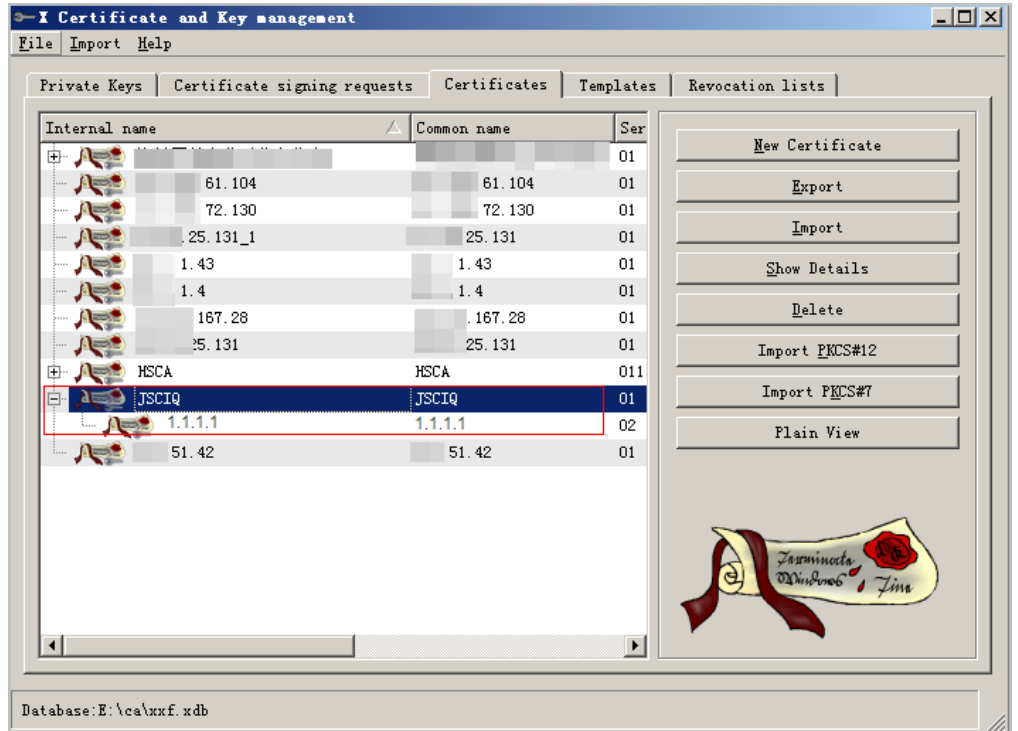 X Certificate and Key management
File Import Help
Private Keys Certificate signing requests Certificates Templates Revocation lists
Internal name Common name Ser
01
61.104 61.104 01
72.130 72.130 01
.25.131_1 25.131 01
1.43 1.43 01
1.4 1.4 01
167.28 .167.28 01
25.131 25.131 01
HSCA HSCA 011
JSCIQ JSCIQ 01
1.1.1.1 1.1.1.1 02
51.42 51.42 01
New Certificate
Export
Import
Show Details
Delete
Import PKCS#12
Import PKCS#7
Plain View
Windows
Database:E:\ca\xxf.xdb